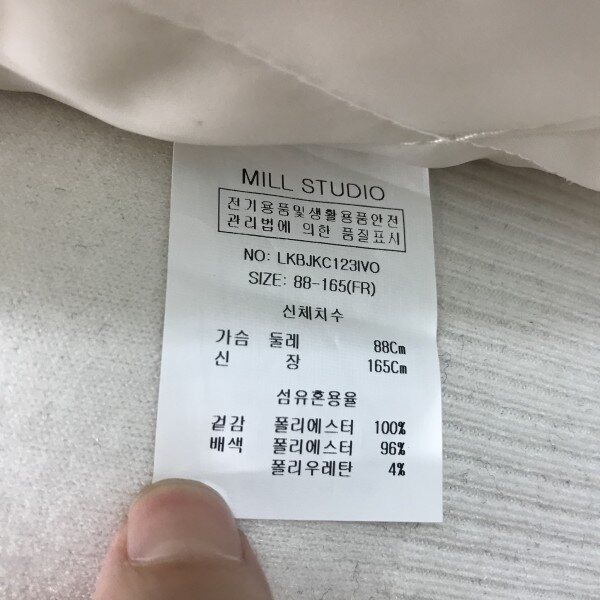 MILL STUDIO
전기용품및생활용품안전
관리법에 의한 품질표시
NO: LKBJKC123IVO
SIZE: 88-165(FR)
신체치수
가슴 둘레 88Cm
신 장 165Cm
섬유혼용율
겉감 폴리에스터 100%
배색 폴리에스터 96%
폴리우레탄 4%